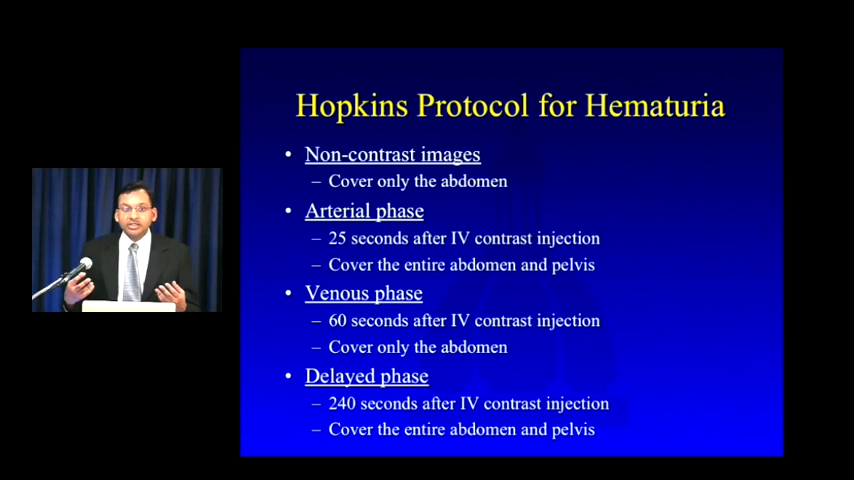 Hopkins Protocol for Hematuria
• Non-contrast images
– Cover only the abdomen
• Arterial phase
– 25 seconds after IV contrast injection
– Cover the entire abdomen and pelvis
• Venous phase
– 60 seconds after IV contrast injection
– Cover only the abdomen
• Delayed phase
– 240 seconds after IV contrast injection
– Cover the entire abdomen and pelvis